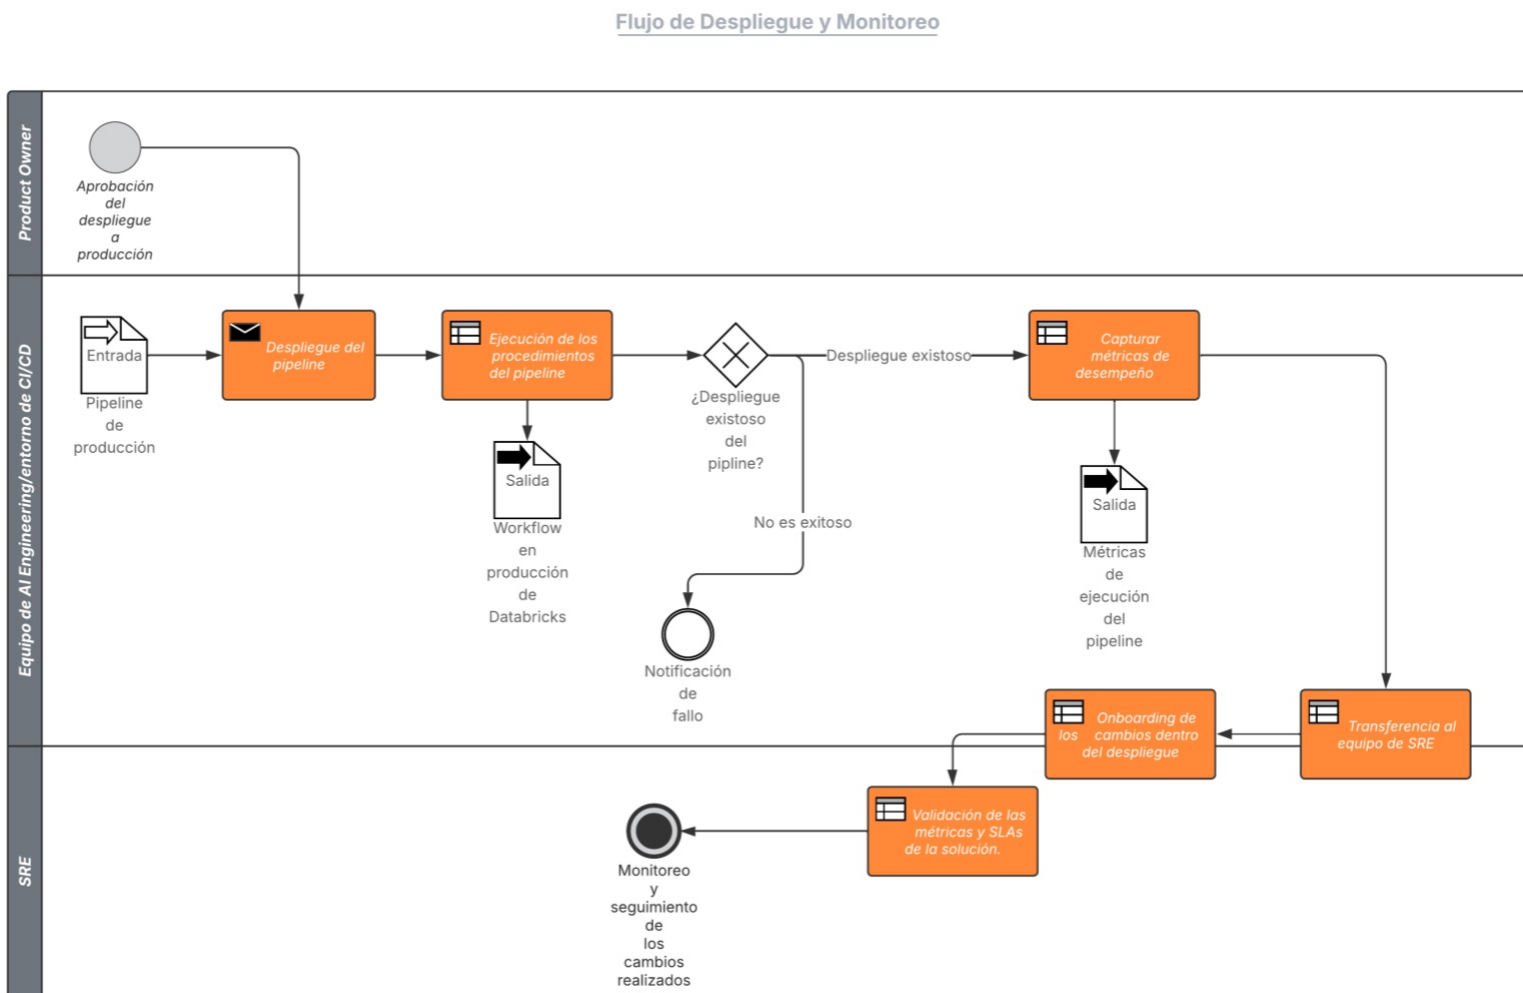 Flujo de Despliegue y Monitoreo
Product Owner
Aprobación
del
despliegue
a
producción
Equipo de AI Engineering/entorno de CI/CD
Entrada
Pipeline
de
producción
Despliegue del
pipeline
Ejecución de los
procedimientos
del pipeline
Salida
Workflow
en
producción
de
Databricks
¿Despliegue
existoso
del
pipline?
Despliegue existoso
No es exitoso
Notificación
de
fallo
Capturar
métricas de
desempeño
Salida
Métricas
de
ejecución
del
pipeline
Transferencia al
equipo de SRE
Onboarding de
los cambios dentro
del despliegue
SRE
Validación de las
métricas y SLAs
de la solución.
Monitoreo
y
seguimiento
de
los
cambios
realizados